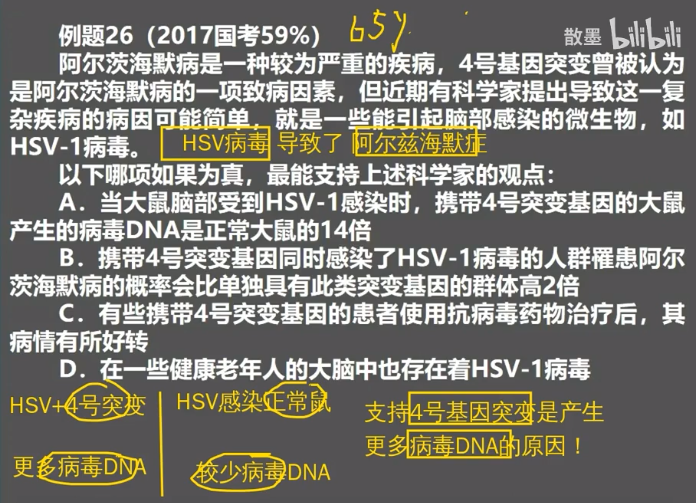 例题26（2017国考59%） 65%
散墨 bilibili
阿尔茨海默病是一种较为严重的疾病，4号基因突变曾被认为
是阿尔茨海默病的一项致病因素，但近期有科学家提出导致这一复
杂疾病的病因可能简单，就是一些能引起脑部感染的微生物，如
HSV-1病毒。 HSV病毒 导致了 阿尔兹海默症
以下哪项如果为真，最能支持上述科学家的观点：
A．当大鼠脑部受到HSV-1感染时，携带4号突变基因的大鼠
产生的病毒DNA是正常大鼠的14倍
B．携带4号突变基因同时感染了HSV-1病毒的人群罹患阿尔
茨海默病的概率会比单独具有此类突变基因的群体高2倍
C．有些携带4号突变基因的患者使用抗病毒药物治疗后，其
病情有所好转
D．在一些健康老年人的大脑中也存在着HSV-1病毒
HSV+4号突变
更多病毒DNA
HSV感染正常鼠
较少病毒DNA
支持4号基因突变是产生
更多病毒DNA的原因！